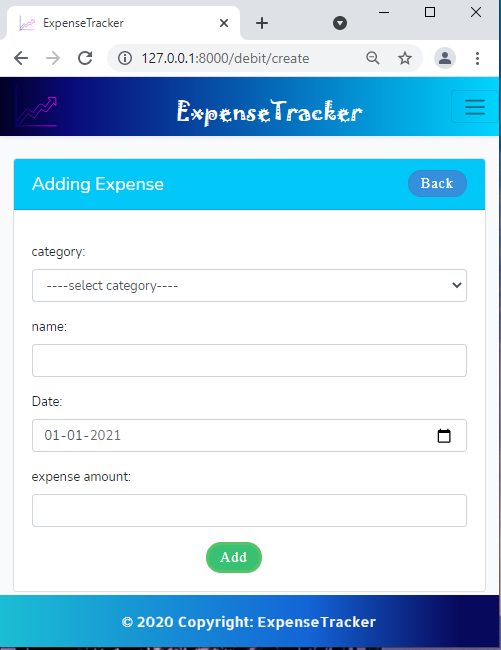 ExpenseTracker
127.0.0.1:8000/debit/create
ExpenseTracker
Adding Expense
Back
category:
----select category----
name:
Date:
01-01-2021
expense amount:
Add
© 2020 Copyright: ExpenseTracker